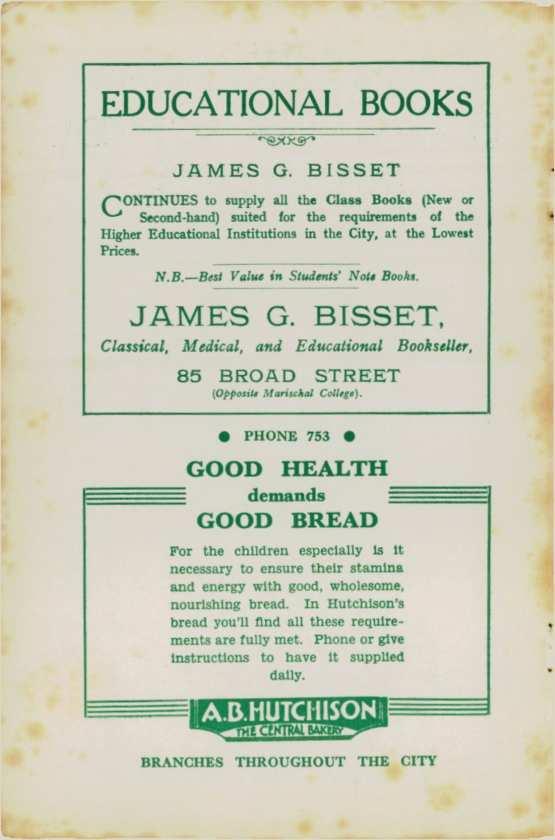 EDUCATIONAL BOOKS
JAMES G. BISSET
CONTINUES to supply all the Class Books (New or
Second-hand) suited for the requirements of the
Higher Educational Institutions in the City, at the Lowest
Prices.
N.B.—Best Value in Students' Note Books.
JAMES G. BISSET,
Classical, Medical, and Educational Bookseller,
85 BROAD STREET
(Opposite Marischal College).
● PHONE 753 ●
GOOD HEALTH
demands
GOOD BREAD
For the children especially is it
necessary to ensure their stamina
and energy with good, wholesome,
nourishing bread. In Hutchison's
bread you'll find all these require-
ments are fully met. Phone or give
instructions to have it supplied
daily.
A.B.HUTCHISON
THE CENTRAL BAKERY
BRANCHES THROUGHOUT THE CITY